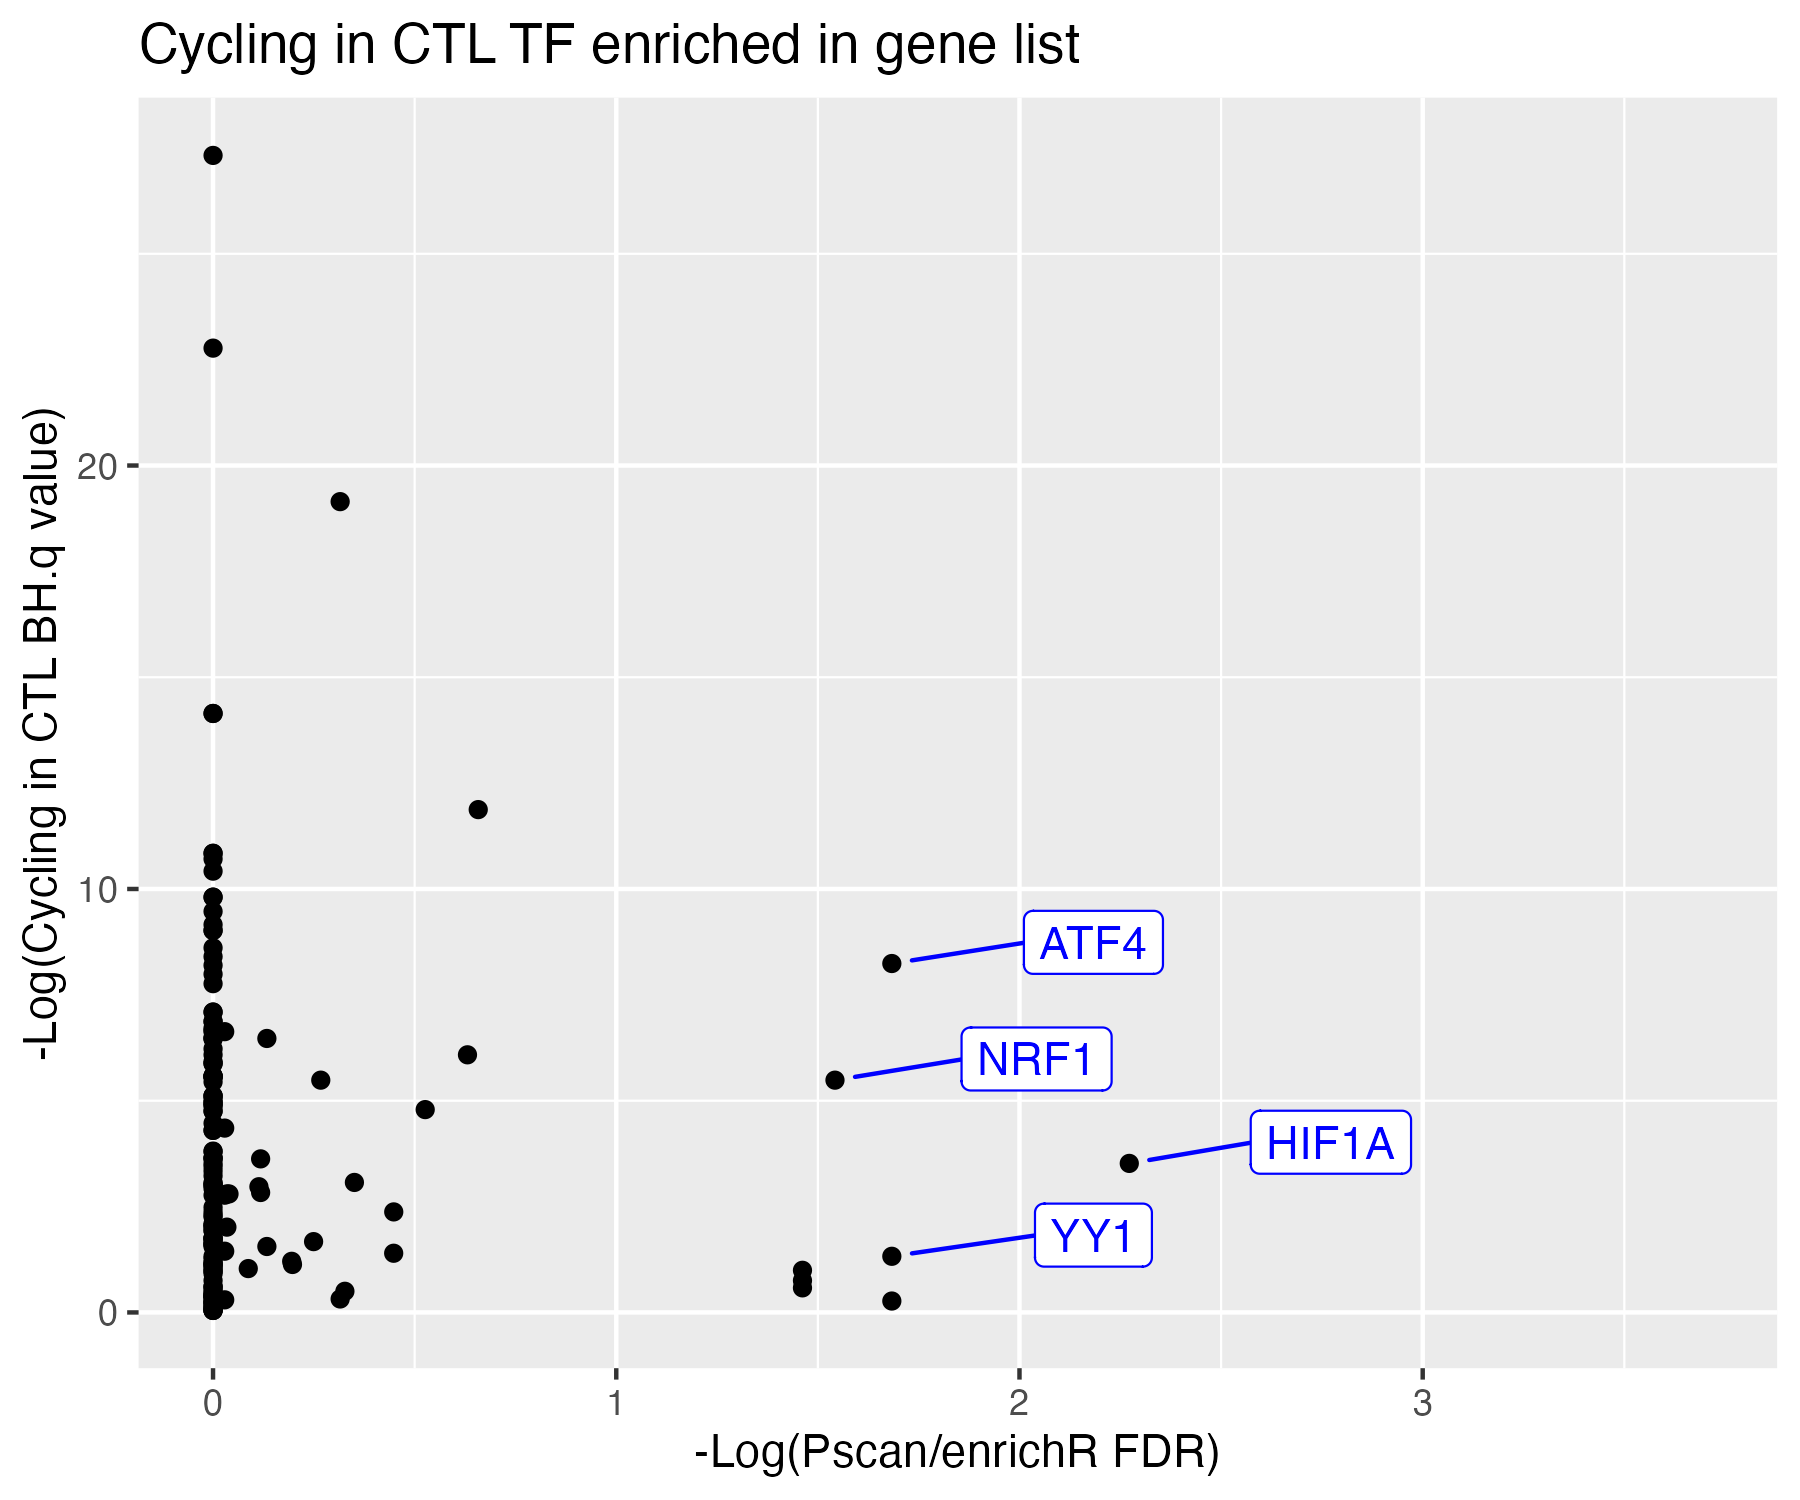 Cycling in CTL TF enriched in gene list
-Log(Cycling in CTL BH.q value)
20
10
0
ATF4
NRF1
HIF1A
YY1
0 1 2 3
-Log(Pscan/enrichR FDR)